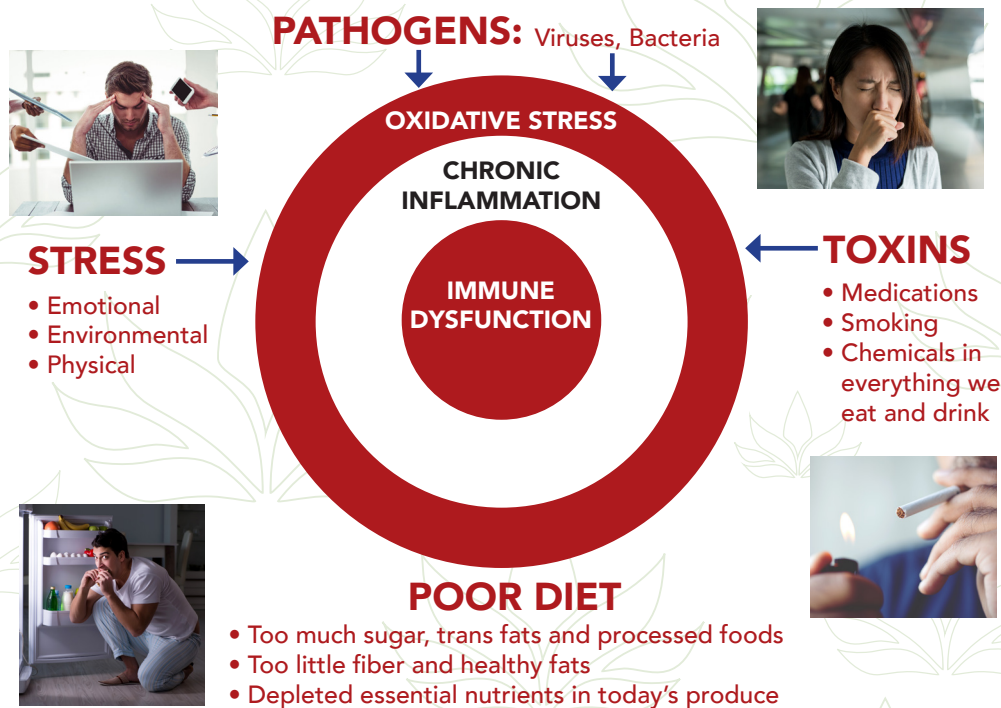 PATHOGENS: Viruses, Bacteria
OXIDATIVE STRESS
CHRONIC
INFLAMMATION
IMMUNE
DYSFUNCTION
STRESS
• Emotional
• Environmental
• Physical
TOXINS
• Medications
• Smoking
• Chemicals in
everything we
eat and drink
POOR DIET
• Too much sugar, trans fats and processed foods
• Too little fiber and healthy fats
• Depleted essential nutrients in today’s produce